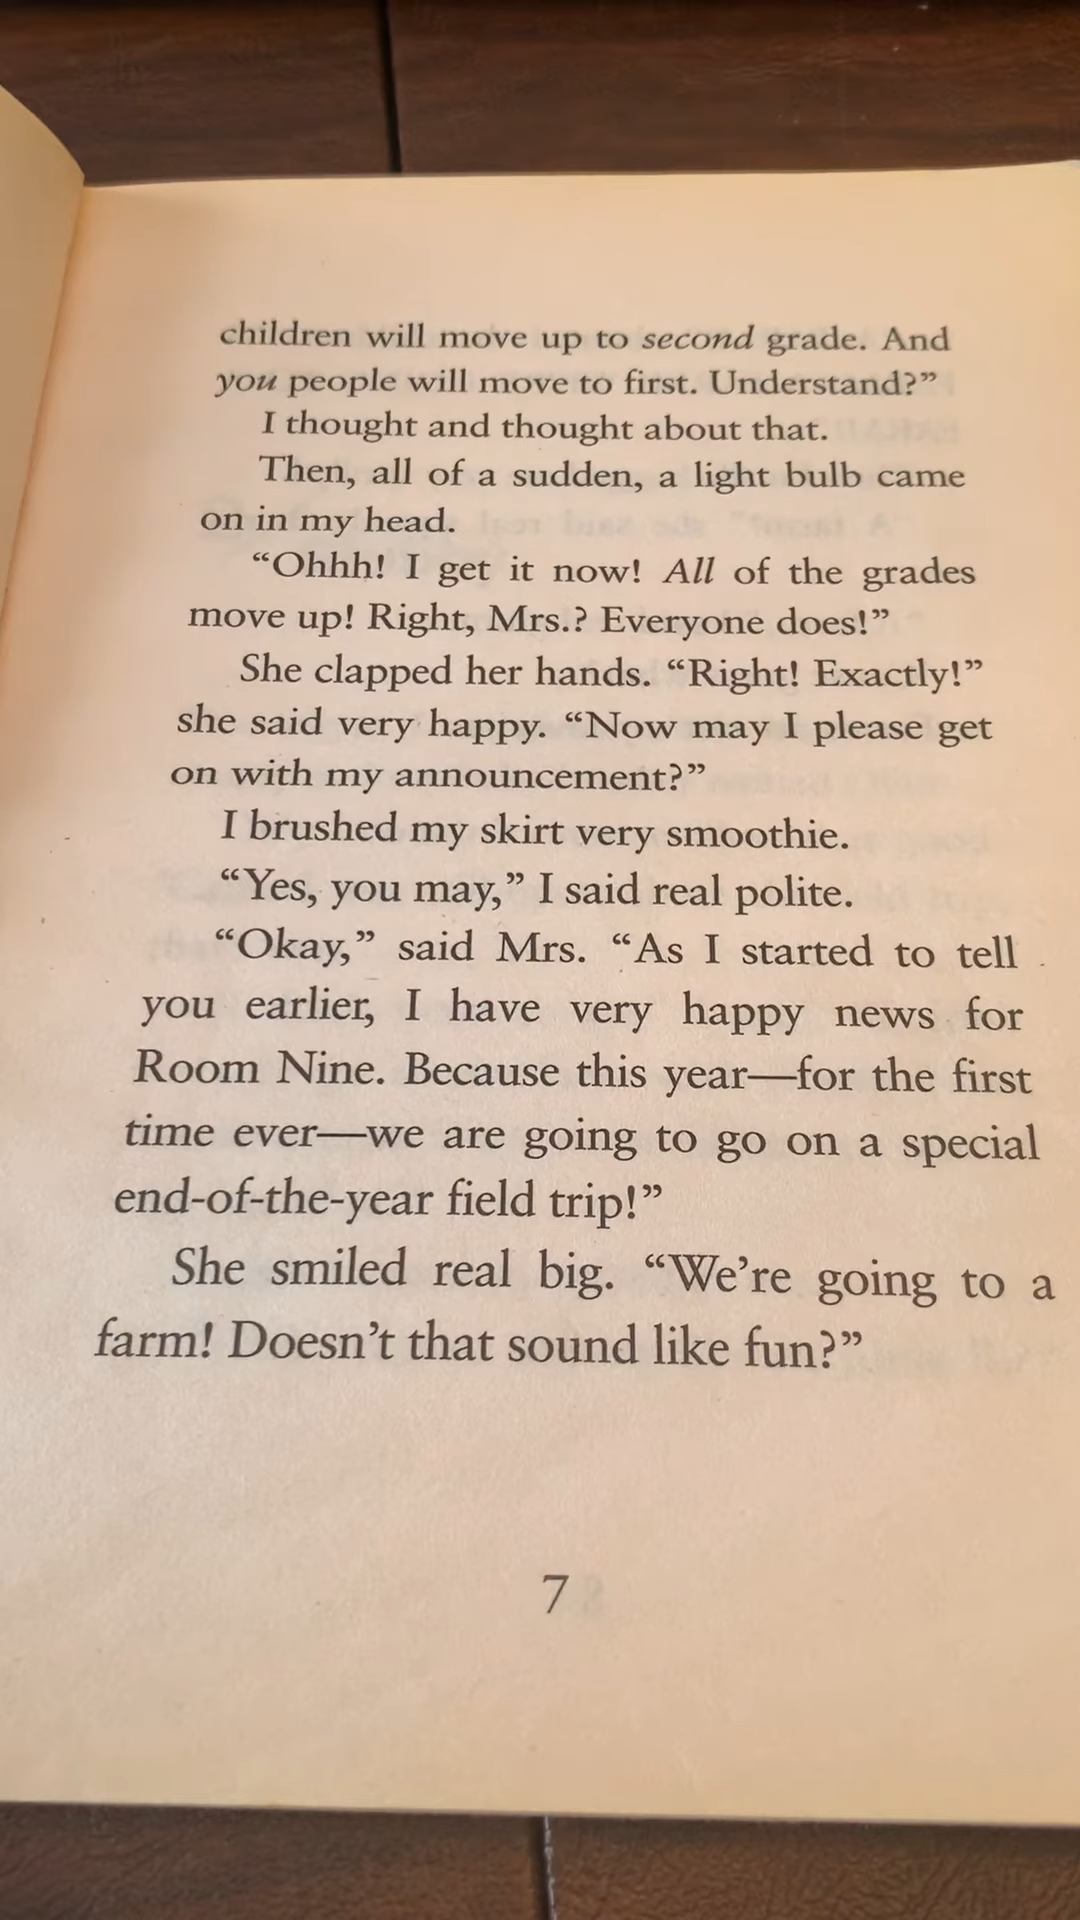 children will move up to second grade. And
you people will move to first. Understand?”
I thought and thought about that.
Then, all of a sudden, a light bulb came
on in my head.
“Ohhh! I get it now! All of the grades
move up! Right, Mrs.? Everyone does!”
She clapped her hands. “Right! Exactly!”
she said very happy. “Now may I please get
on with my announcement?”
I brushed my skirt very smoothie.
“Yes, you may,” I said real polite.
“Okay,” said Mrs. “As I started to tell
you earlier, I have very happy news for
Room Nine. Because this year—for the first
time ever—we are going to go on a special
end-of-the-year field trip!”
She smiled real big. “We’re going to a
farm! Doesn’t that sound like fun?”
7